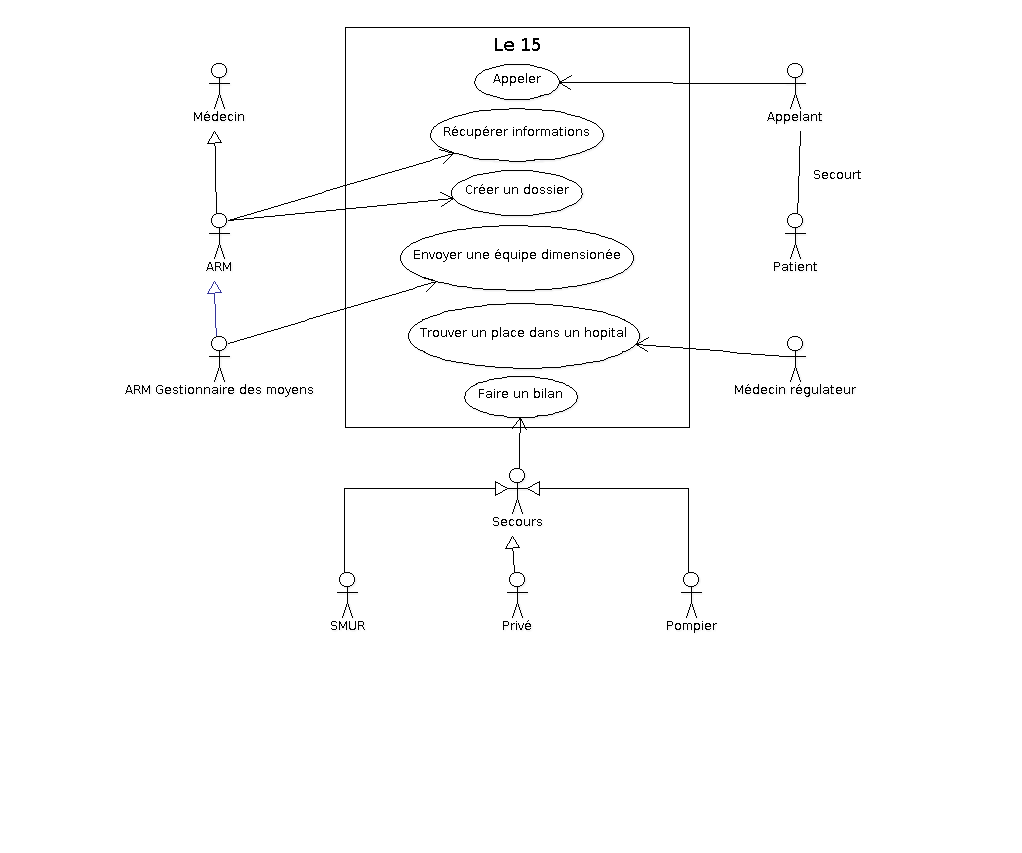 Le 15
Appeler
Médecin
Appelant
Récupérer informations
Secourt
Créer un dossier
Envoyer une équipe dimensionée
ARM
Patient
Trouver un place dans un hopital
ARM Gestionnaire des moyens
Médecin régulateur
Faire un bilan
Secours
SMUR
Privé
Pompier